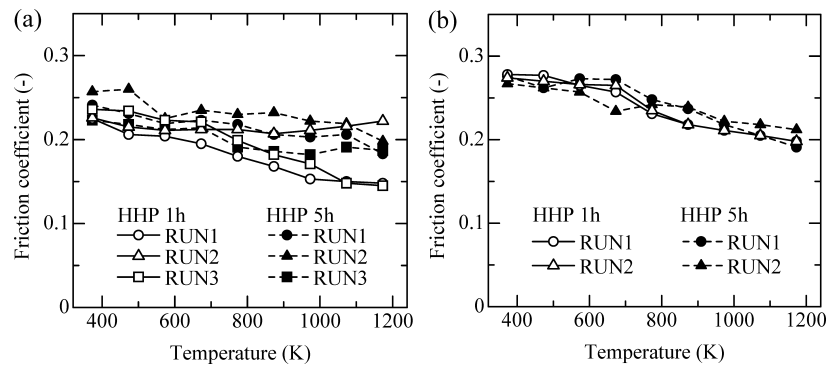 (a)
Friction coefficient (-)
0.3
0.2
0.1
0
HHP 1h HHP 5h
RUN1 RUN1
RUN2 RUN2
RUN3 RUN3
400 600 800 1000 1200
Temperature (K)
(b)
Friction coefficient (-)
0.3
0.2
0.1
0
HHP 1h HHP 5h
RUN1 RUN1
RUN2 RUN2
400 600 800 1000 1200
Temperature (K)